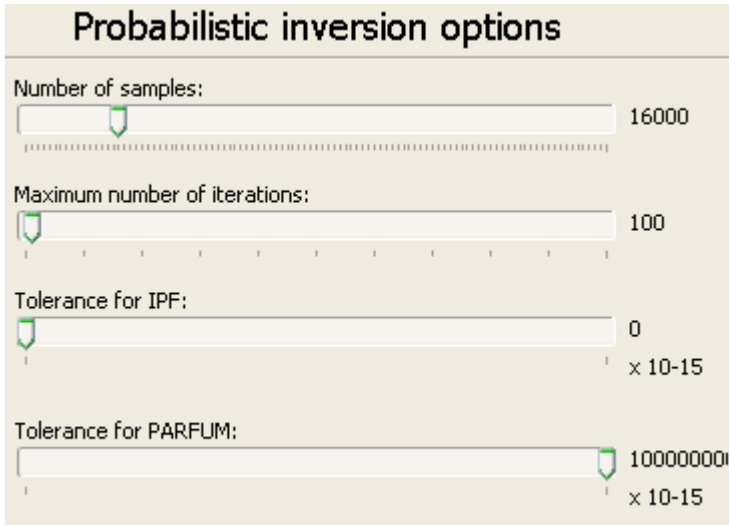 Probabilistic inversion options
Number of samples:
16000
Maximum number of iterations:
100
Tolerance for IPF:
0
x 10-15
Tolerance for PARFUM:
x 10-15